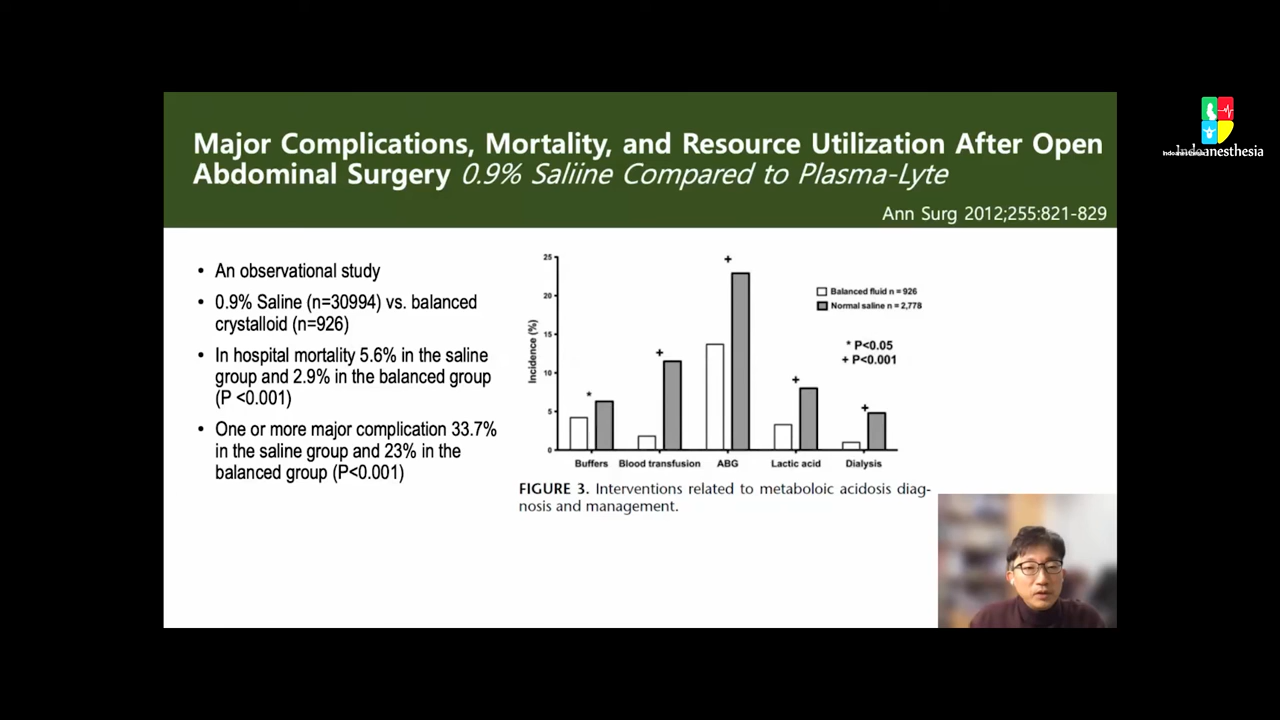 Major Complications, Mortality, and Resource Utilization After Open
Abdominal Surgery 0.9% Saliine Compared to Plasma-Lyte
Ann Surg 2012;255:821-829
• An observational study
• 0.9% Saline (n=30994) vs. balanced
crystalloid (n=926)
• In hospital mortality 5.6% in the saline
group and 2.9% in the balanced group
(P <0.001)
• One or more major complication 33.7%
in the saline group and 23% in the
balanced group (P<0.001)
Incidence (%)
25
20
15
10
5
0
*
+
+
+
+
Buffers Blood transfusion ABG Lactic acid Dialysis
Balanced fluid n = 926
Normal saline n = 2,778
* P<0.05
+ P<0.001
FIGURE 3. Interventions related to metaboloic acidosis diag-
nosis and management.
Indoanesthesia